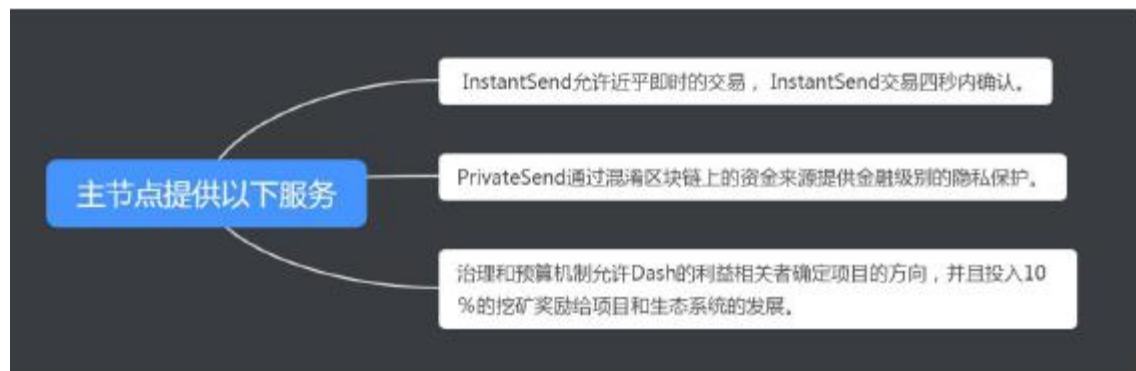 InstantSend允许近平即时的交易，InstantSend交易四秒内确认。
主节点提供以下服务
PrivateSend通过混淆区块链上的资金来源提供金融级别的隐私保护。
治理和预算机制允许Dash的利益相关者确定项目的方向，并且投入10
%的挖矿奖励给项目和生态系统的发展。